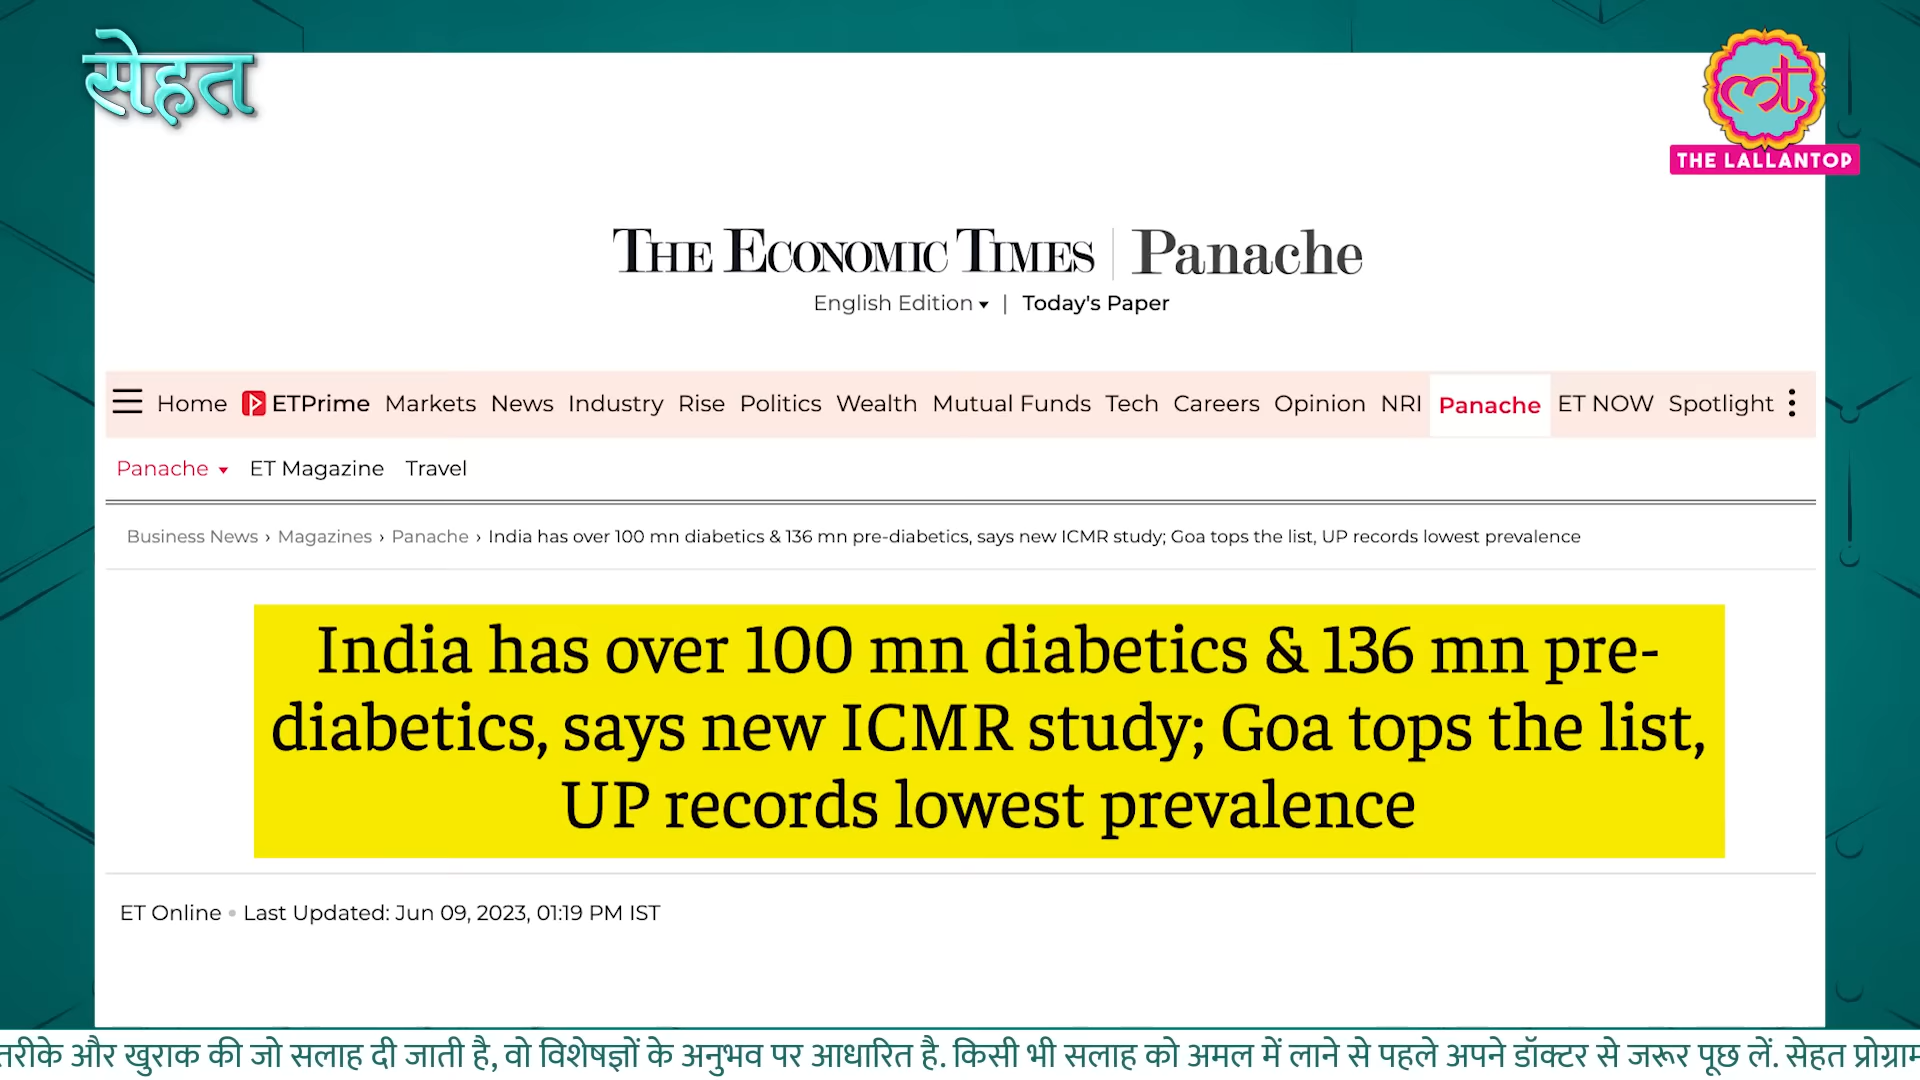 सेहत
THE LALLANTOP
THE ECONOMIC TIMES | Panache
English Edition ▾ | Today's Paper
Home ETPrime Markets News Industry Rise Politics Wealth Mutual Funds Tech Careers Opinion NRI Panache ET NOW Spotlight
Panache ▾ ET Magazine Travel
Business News › Magazines › Panache › India has over 100 mn diabetics & 136 mn pre-diabetics, says new ICMR study; Goa tops the list, UP records lowest prevalence
India has over 100 mn diabetics & 136 mn pre-
diabetics, says new ICMR study; Goa tops the list,
UP records lowest prevalence
ET Online • Last Updated: Jun 09, 2023, 01:19 PM IST
तरीके और खुराक की जो सलाह दी जाती है, वो विशेषज्ञों के अनुभव पर आधारित है. किसी भी सलाह को अमल में लाने से पहले अपने डॉक्टर से जरूर पूछ लें. सेहत प्रोग्राम